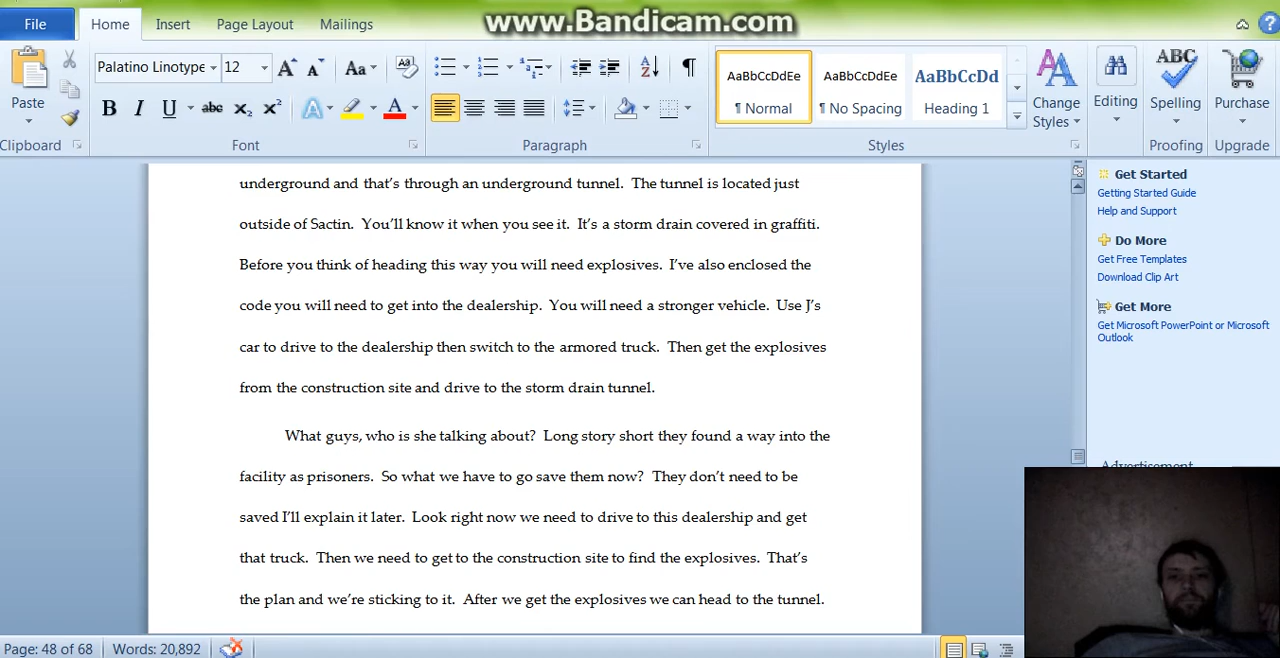 www.Bandicam.com
File Home Insert Page Layout Mailings
Palatino Linotype 12 Aa
AaBbCcDdEe AaBbCcDdEe AaBbCcDd
Paste B I U abc x₂ x² A A ¶ Normal ¶ No Spacing Heading 1 Change Styles Editing ABC Spelling Purchase
Clipboard Font Paragraph Styles Proofing Upgrade
underground and that's through an underground tunnel.  The tunnel is located just
outside of Sactin.  You'll know it when you see it.  It's a storm drain covered in graffiti.
Before you think of heading this way you will need explosives.  I've also enclosed the
code you will need to get into the dealership.  You will need a stronger vehicle.  Use J's
car to drive to the dealership then switch to the armored truck.  Then get the explosives
from the construction site and drive to the storm drain tunnel.
What guys, who is she talking about?  Long story short they found a way into the
facility as prisoners.  So what we have to go save them now?  They don't need to be
saved I'll explain it later.  Look right now we need to drive to this dealership and get
that truck.  Then we need to get to the construction site to find the explosives.  That's
the plan and we're sticking to it.  After we get the explosives we can head to the tunnel.
Get Started
Getting Started Guide
Help and Support
Do More
Get Free Templates
Download Clip Art
Get More
Get Microsoft PowerPoint or Microsoft
Outlook
Advertisement
Page: 48 of 68 Words: 20,892